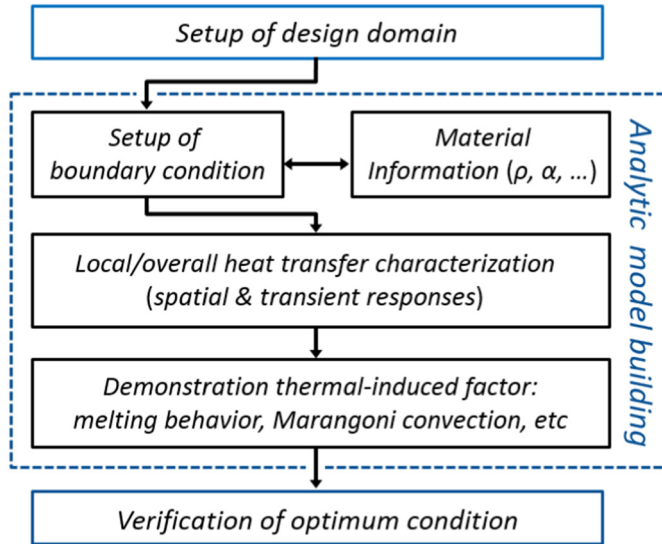 Setup of design domain
Setup of
boundary condition
Material
Information (ρ, α, ...)
Local/overall heat transfer characterization
(spatial & transient responses)
Demonstration thermal-induced factor:
melting behavior, Marangoni convection, etc
Analytic model building
Verification of optimum condition